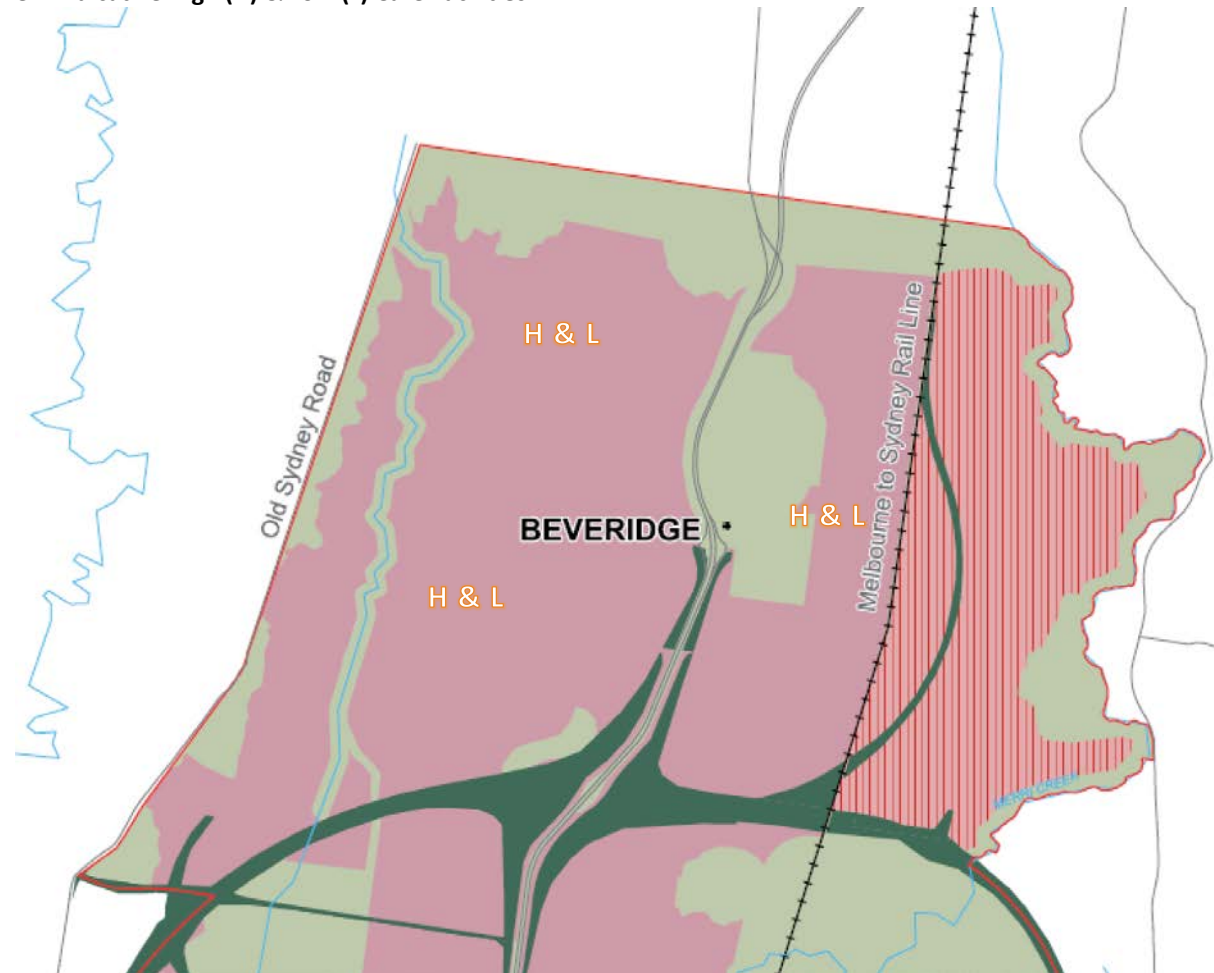 H & L
Melbourne to Sydney Rail Line
Old Sydney Road
H & L
BEVERIDGE
H & L
MERRI CREEK